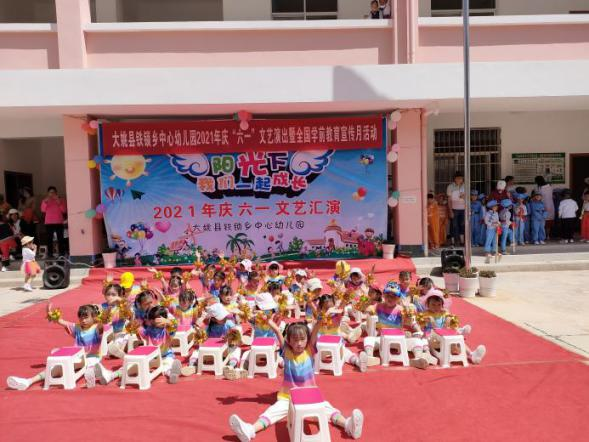 大姚县铁锁乡中心幼儿园2021年庆“六一”文艺演出暨全国学前教育宣传月活动
阳光下
我们一起成长
2021年庆六一文艺汇演
大姚县铁锁乡中心幼儿园